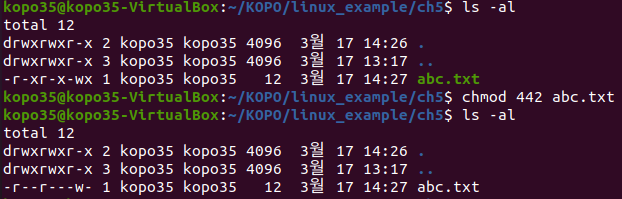 kopo35@kopo35-VirtualBox:~/KOPO/linux_example/ch5$ ls -al
total 12
drwxrwxr-x 2 kopo35 kopo35 4096  3월 17 14:26 .
drwxrwxr-x 3 kopo35 kopo35 4096  3월 17 13:17 ..
-r-xr-x-wx 1 kopo35 kopo35   12  3월 17 14:27 abc.txt
kopo35@kopo35-VirtualBox:~/KOPO/linux_example/ch5$ chmod 442 abc.txt
kopo35@kopo35-VirtualBox:~/KOPO/linux_example/ch5$ ls -al
total 12
drwxrwxr-x 2 kopo35 kopo35 4096  3월 17 14:26 .
drwxrwxr-x 3 kopo35 kopo35 4096  3월 17 13:17 ..
-r--r---w- 1 kopo35 kopo35   12  3월 17 14:27 abc.txt